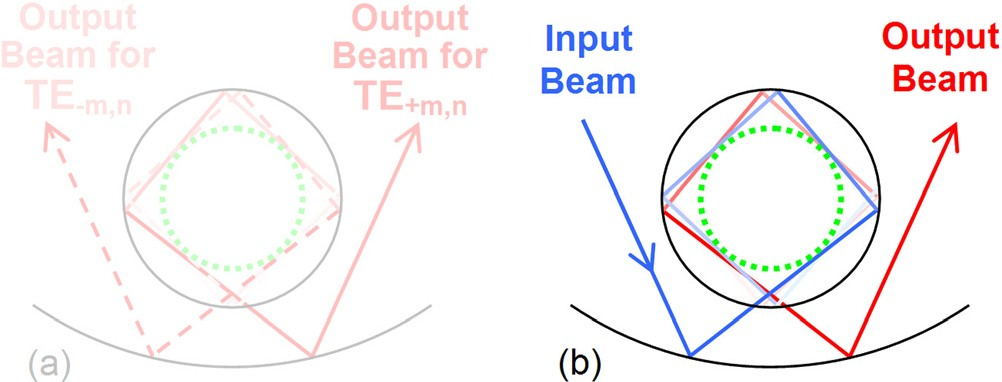 Output
Beam for
TE-m,n
Output
Beam for
TE+m,n
(a)
Input
Beam
Output
Beam
(b)